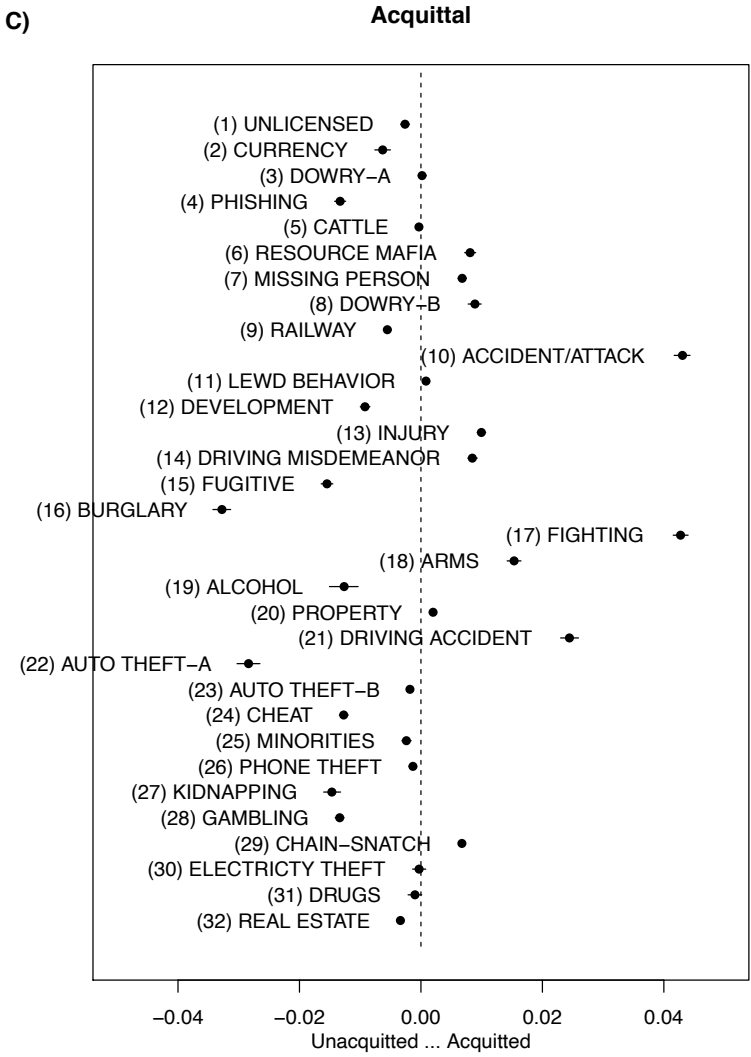 C)
Acquittal
(1) UNLICENSED
(2) CURRENCY
(3) DOWRY−A
(4) PHISHING
(5) CATTLE
(6) RESOURCE MAFIA
(7) MISSING PERSON
(8) DOWRY−B
(9) RAILWAY
(10) ACCIDENT/ATTACK
(11) LEWD BEHAVIOR
(12) DEVELOPMENT
(13) INJURY
(14) DRIVING MISDEMEANOR
(15) FUGITIVE
(16) BURGLARY
(17) FIGHTING
(18) ARMS
(19) ALCOHOL
(20) PROPERTY
(21) DRIVING ACCIDENT
(22) AUTO THEFT−A
(23) AUTO THEFT−B
(24) CHEAT
(25) MINORITIES
(26) PHONE THEFT
(27) KIDNAPPING
(28) GAMBLING
(29) CHAIN−SNATCH
(30) ELECTRICTY THEFT
(31) DRUGS
(32) REAL ESTATE
−0.04 −0.02 0.00 0.02 0.04
Unacquitted ... Acquitted